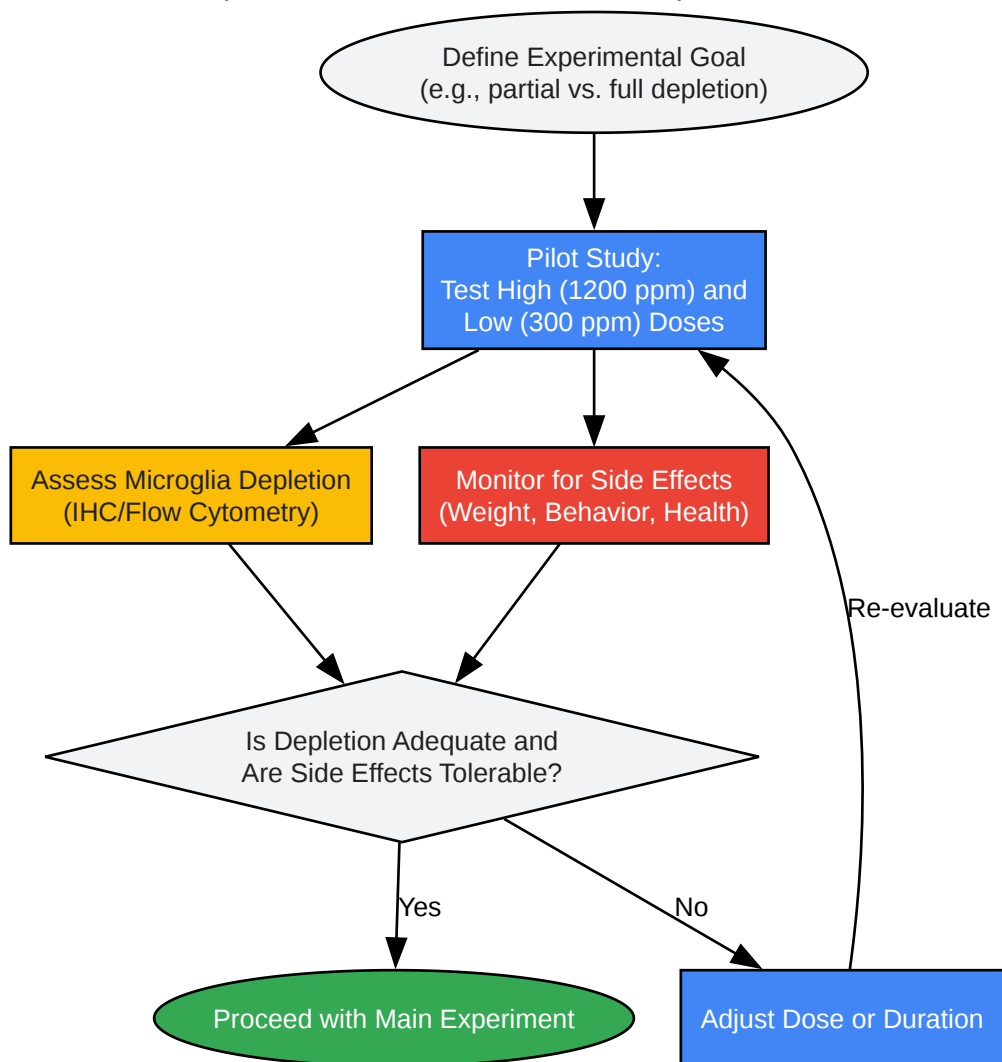 Define Experimental Goal
(e.g., partial vs. full depletion)
Pilot Study:
Test High (1200 ppm) and
Low (300 ppm) Doses
Assess Microglia Depletion
(IHC/Flow Cytometry)
Monitor for Side Effects
(Weight, Behavior, Health)
Re-evaluate
Is Depletion Adequate and
Are Side Effects Tolerable?
Yes
No
Proceed with Main Experiment
Adjust Dose or Duration